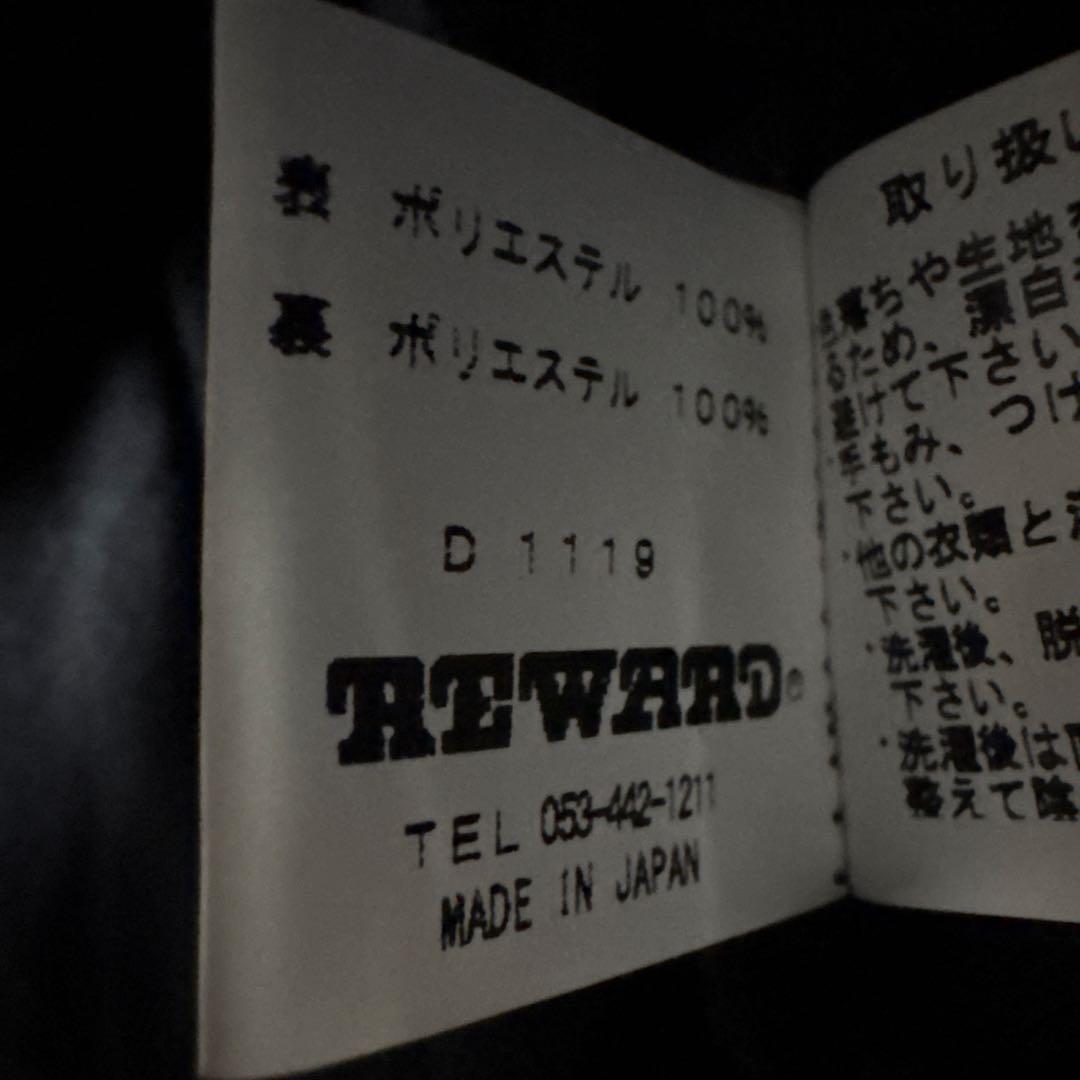 表 ポリエステル 100%
裏 ポリエステル 100%
D 1119
REWARD®
TEL 053-442-1211
MADE IN JAPAN
取り扱い
色落ちや生地
るため、漂白
避けて下さい
・手もみ、つけ
下さい。
・他の衣類と
下さい。
・洗濯後、脱
下さい。
・洗濯後は
整えて陰